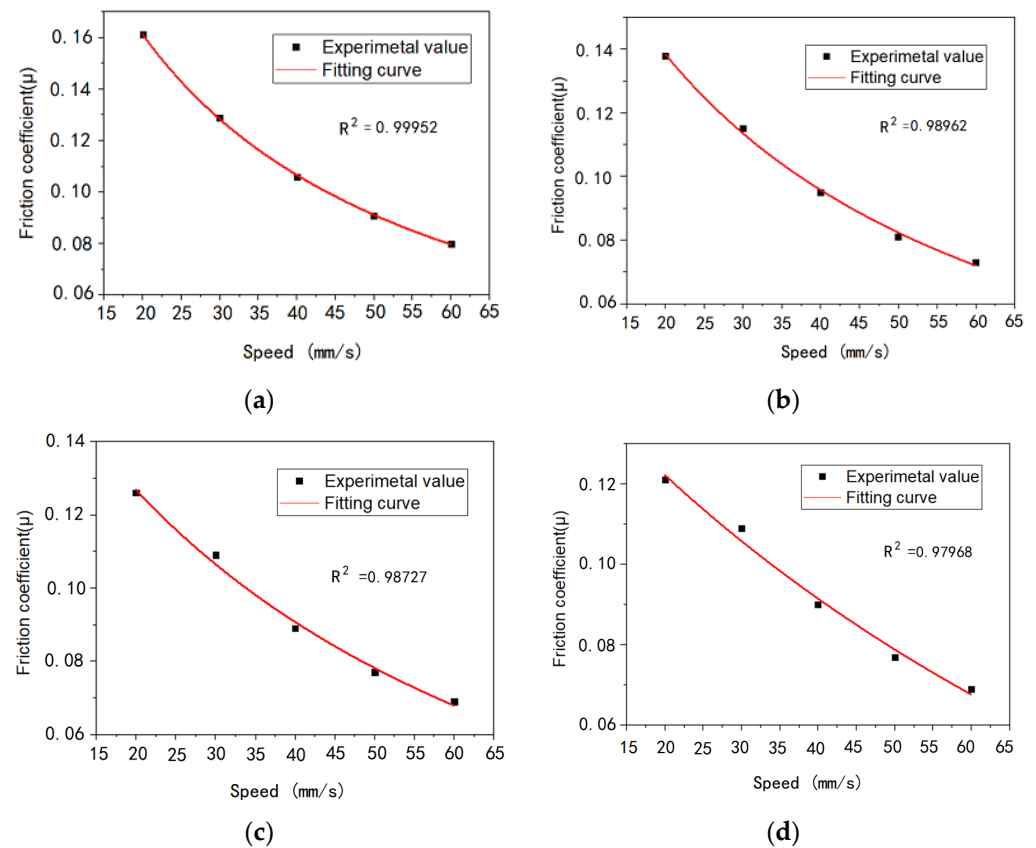 0.16
0.14
0.12
0.10
0.08
0.06
Friction coefficient(μ)
Experimetal value
Fitting curve
R² = 0.99952
15 20 25 30 35 40 45 50 55 60 65
Speed (mm/s)
(a)
0.14
0.12
0.10
0.08
0.06
Friction coefficient(μ)
Experimetal value
Fitting curve
R² =0.98962
15 20 25 30 35 40 45 50 55 60 65
Speed (mm/s)
(b)
0.14
0.12
0.10
0.08
0.06
Friction coefficient(μ)
Experimetal value
Fitting curve
R² =0.98727
15 20 25 30 35 40 45 50 55 60 65
Speed (mm/s)
(c)
0.12
0.10
0.08
0.06
Friction coefficient(μ)
Experimetal value
Fitting curve
R² =0.97968
15 20 25 30 35 40 45 50 55 60 65
Speed (mm/s)
(d)